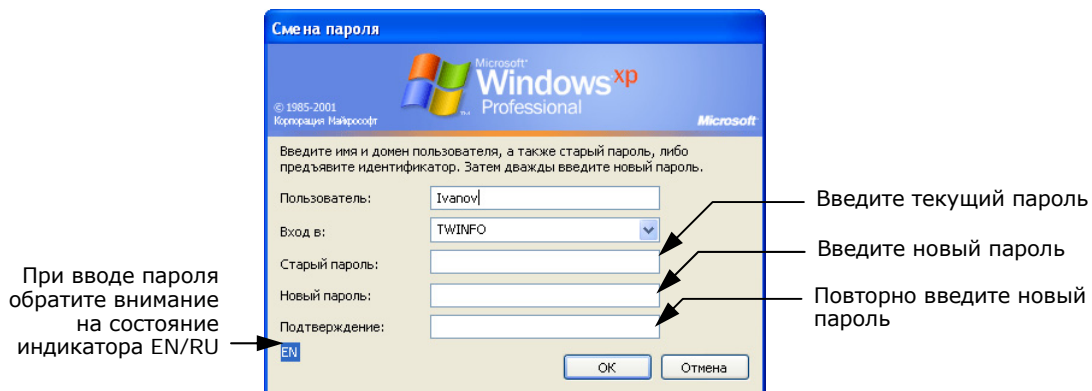 Смена пароля
Microsoft
Windows xp
Professional
© 1985-2001
Корпорация Майкрософт
Microsoft
Введите имя и домен пользователя, а также старый пароль, либо
предъявите идентификатор. Затем дважды введите новый пароль.
Пользователь:
Ivanov
Вход в:
TWINFO
Старый пароль:
Новый пароль:
Подтверждение:
EN
OK
Отмена
Введите текущий пароль
Введите новый пароль
Повторно введите новый
пароль
При вводе пароля
обратите внимание
на состояние
индикатора EN/RU